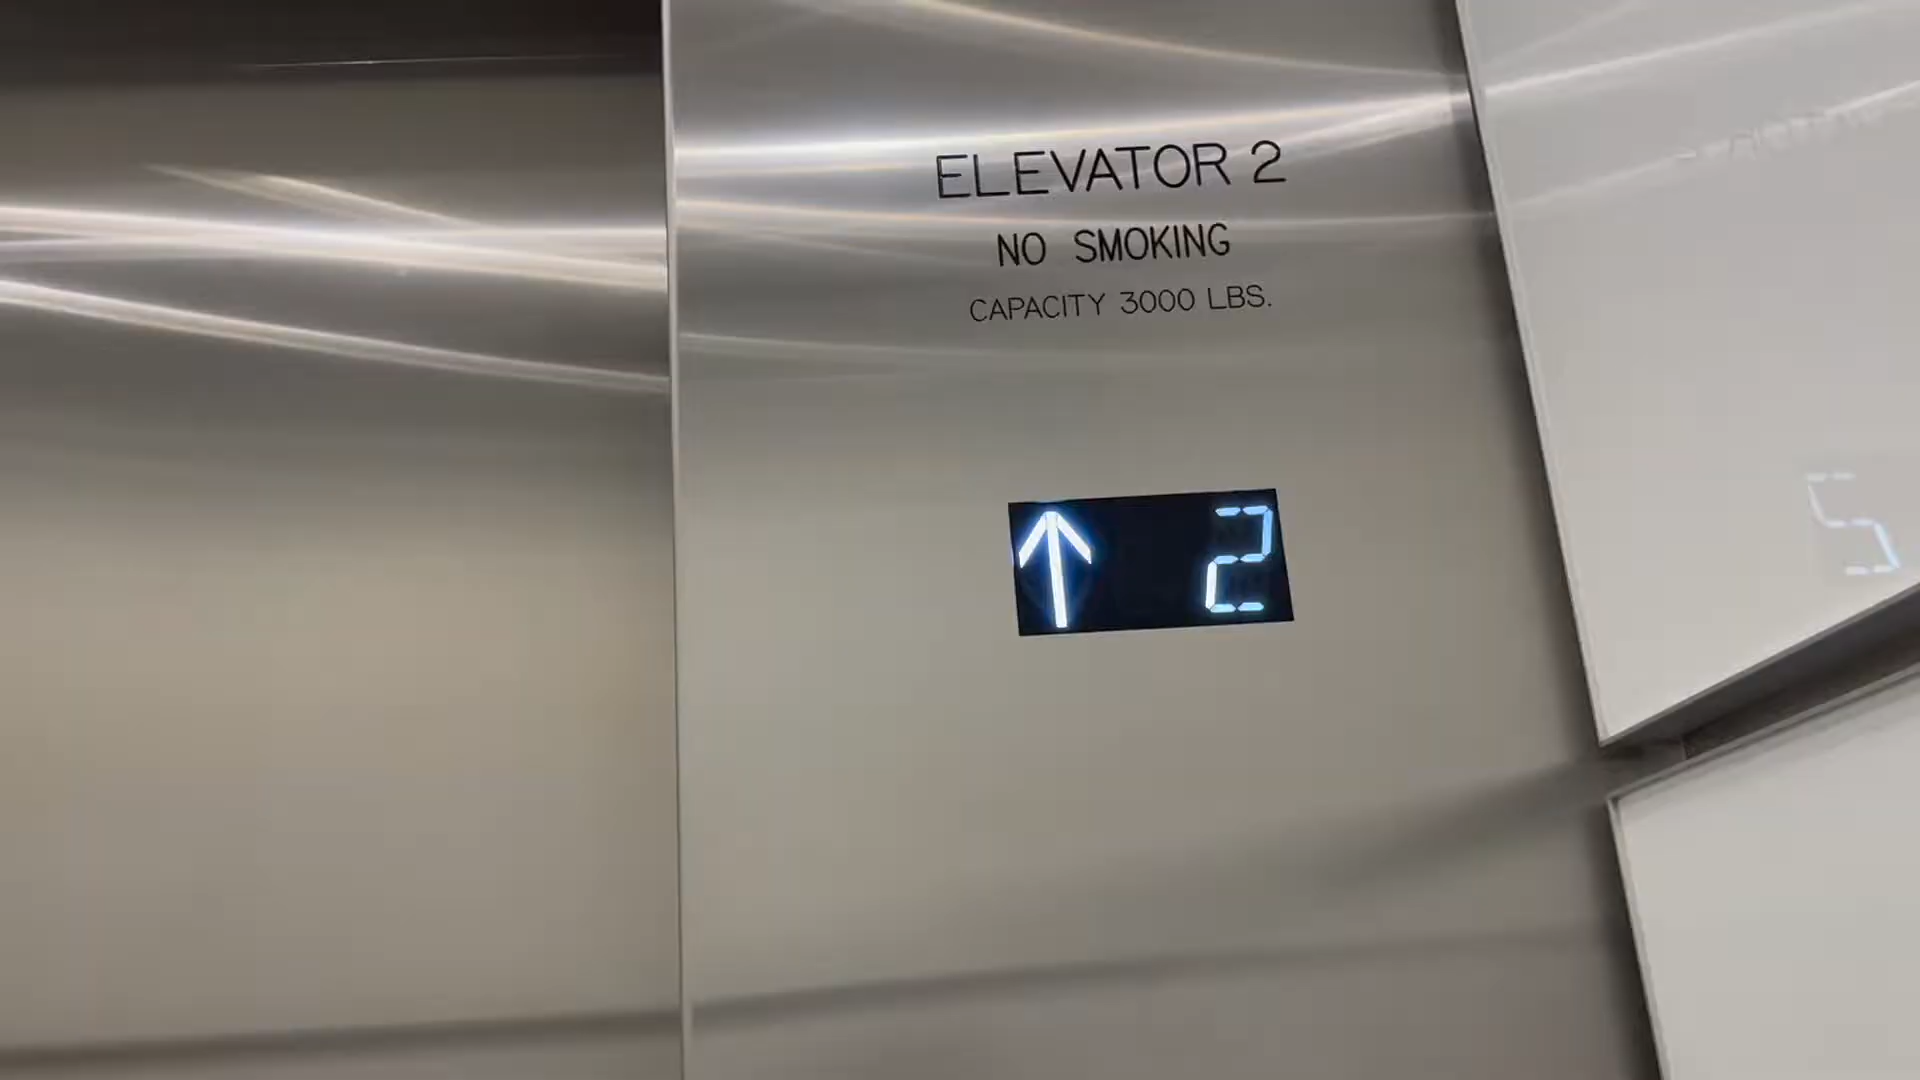 ELEVATOR 2
NO SMOKING
CAPACITY 3000 LBS.
↑ 2